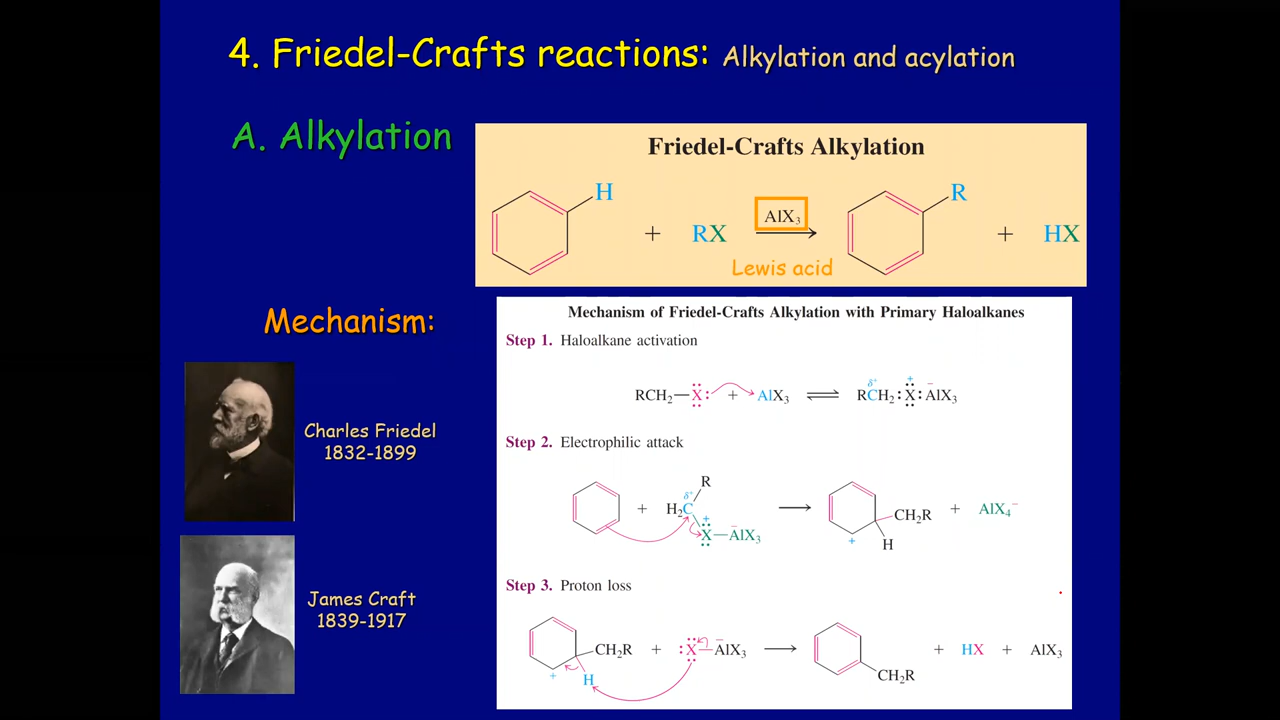 4. Friedel-Crafts reactions: Alkylation and acylation
A. Alkylation
Friedel-Crafts Alkylation
H + RX AlX₃ → R + HX
Lewis acid
Mechanism:
Mechanism of Friedel-Crafts Alkylation with Primary Haloalkanes
Step 1. Haloalkane activation
RCH₂—X: + AlX₃ ⇌ RCH₂:X:AlX₃ δ⁺ + −
Charles Friedel
1832-1899
Step 2. Electrophilic attack
R
+ H₂C δ⁺ X + —AlX₃ − → + CH₂R H + AlX₄⁻
James Craft
1839-1917
Step 3. Proton loss
CH₂R + H + :X—AlX₃ − → CH₂R + HX + AlX₃